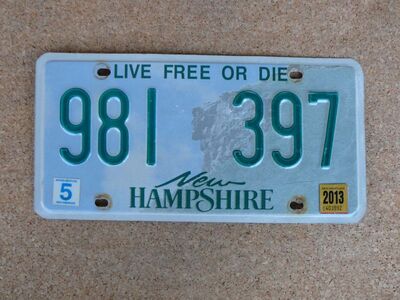 LIVE FREE OR DIE
981 397
New
HAMPSHIRE
5
2013